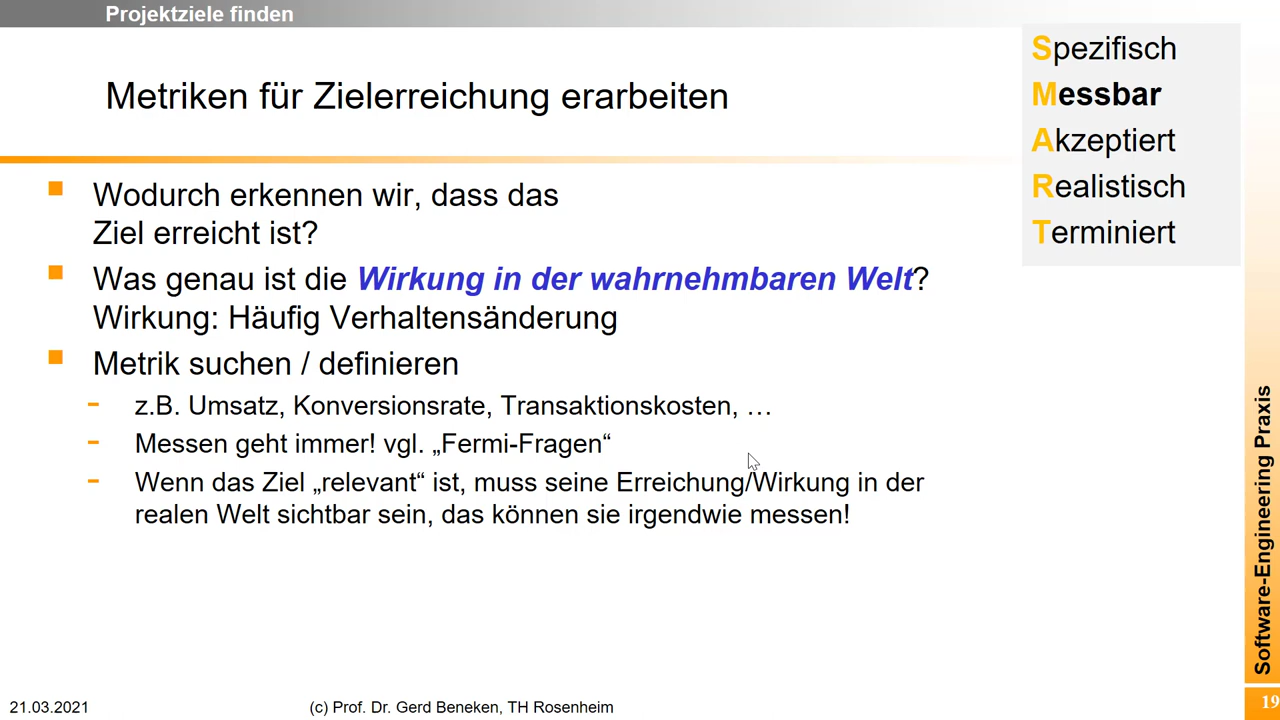 Projektziele finden
Metriken für Zielerreichung erarbeiten
Spezifisch
Messbar
Akzeptiert
Realistisch
Terminiert
Wodurch erkennen wir, dass das
Ziel erreicht ist?
Was genau ist die Wirkung in der wahrnehmbaren Welt?
Wirkung: Häufig Verhaltensänderung
Metrik suchen / definieren
- z.B. Umsatz, Konversionsrate, Transaktionskosten, …
- Messen geht immer! vgl. „Fermi-Fragen“
- Wenn das Ziel „relevant“ ist, muss seine Erreichung/Wirkung in der
realen Welt sichtbar sein, das können sie irgendwie messen!
Software-Engineering Praxis
21.03.2021
(c) Prof. Dr. Gerd Beneken, TH Rosenheim
19